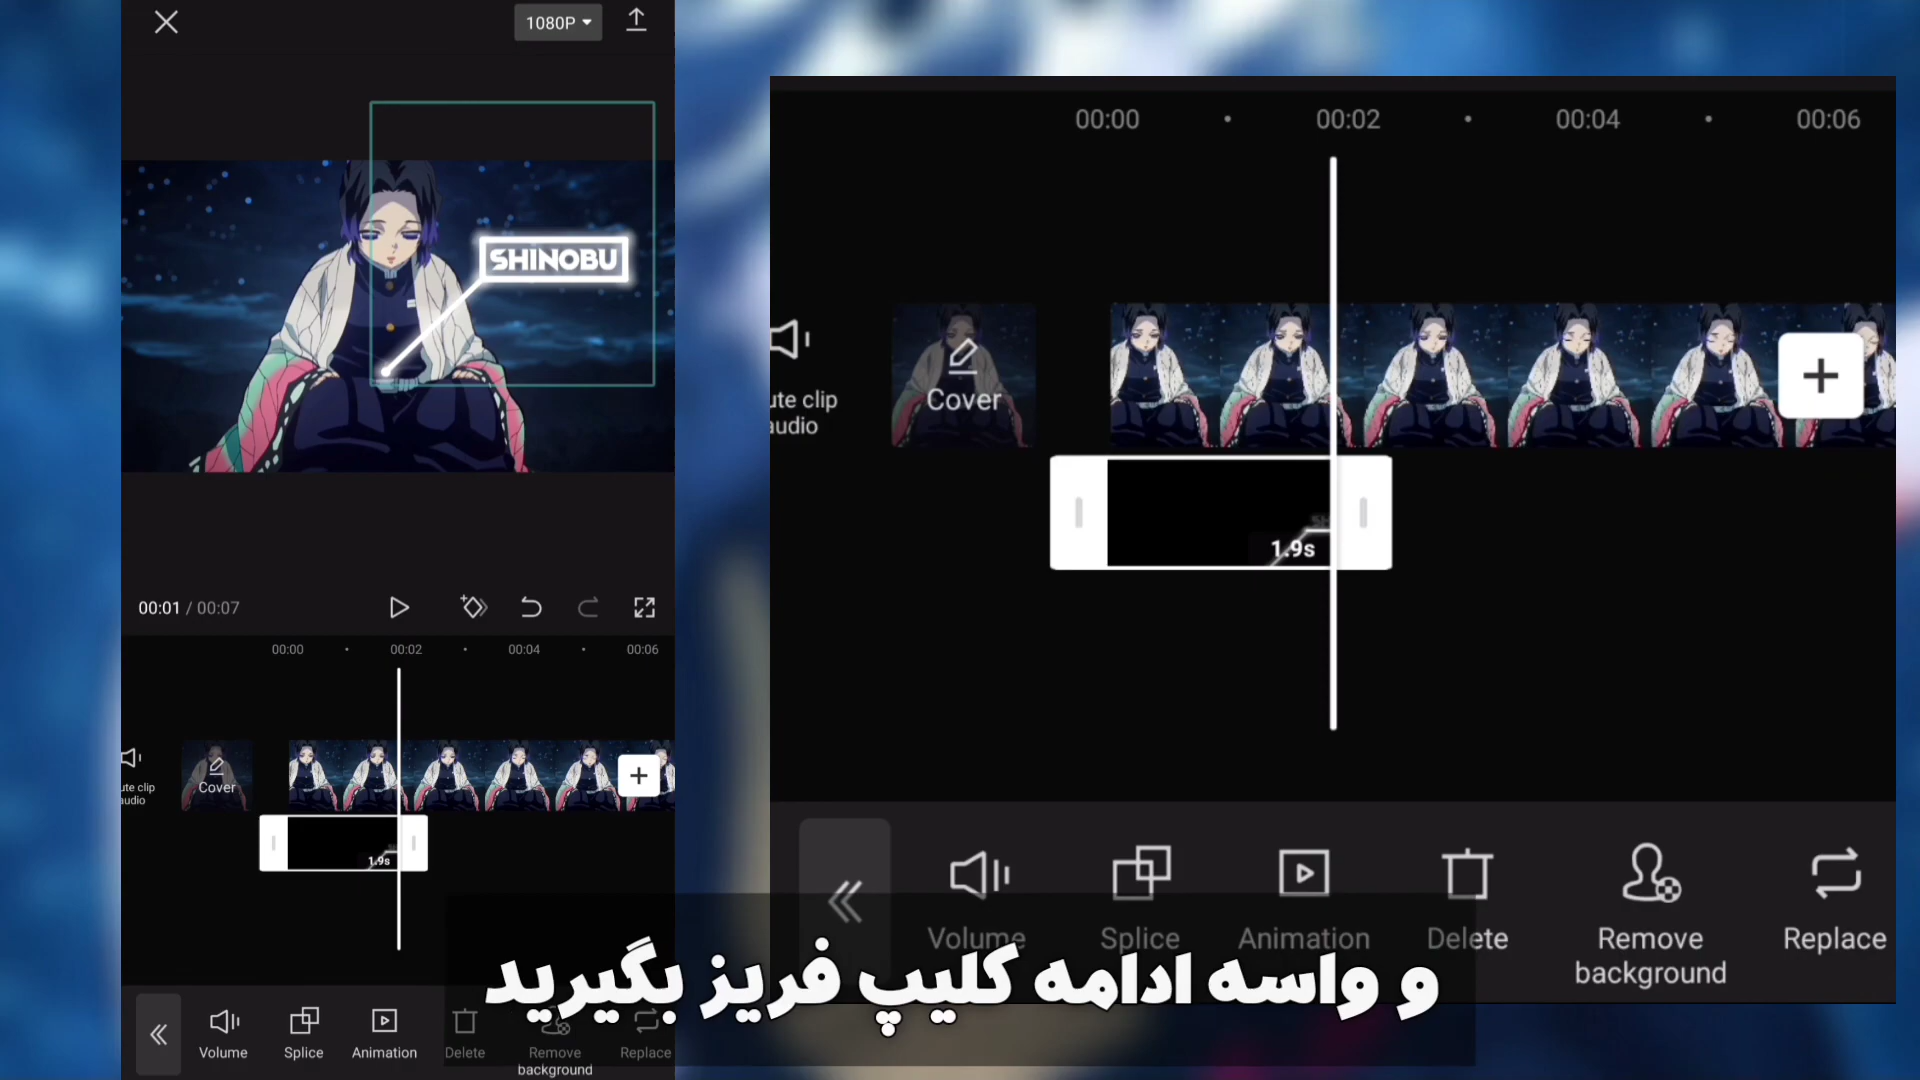 1080P
SHINOBU
00:01 / 00:07
00:00 00:02 00:04 00:06
ute clip
audio
Cover
1.9s
Volume Splice Animation Delete Remove background Replace
00:00 00:02 00:04 00:06
ute clip
audio
Cover
1.9s
Volume Splice Animation Delete Remove background Replace
و واسه ادامه کلیپ فریز بگیرید